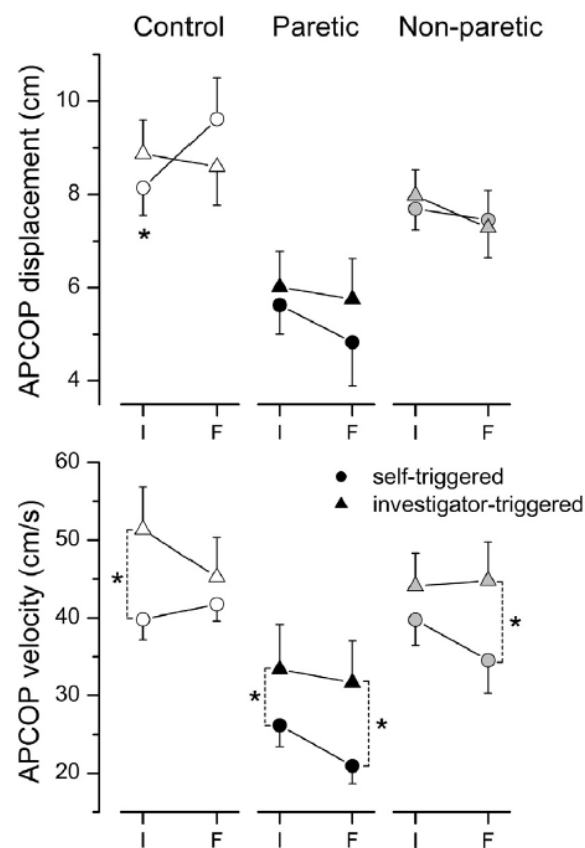 Control Paretic Non-paretic
APCOP displacement (cm)
10
8
6
4
*
I F I F I F
APCOP velocity (cm/s)
60
50
40
30
20
self-triggered
investigator-triggered
* * * *
I F I F I F